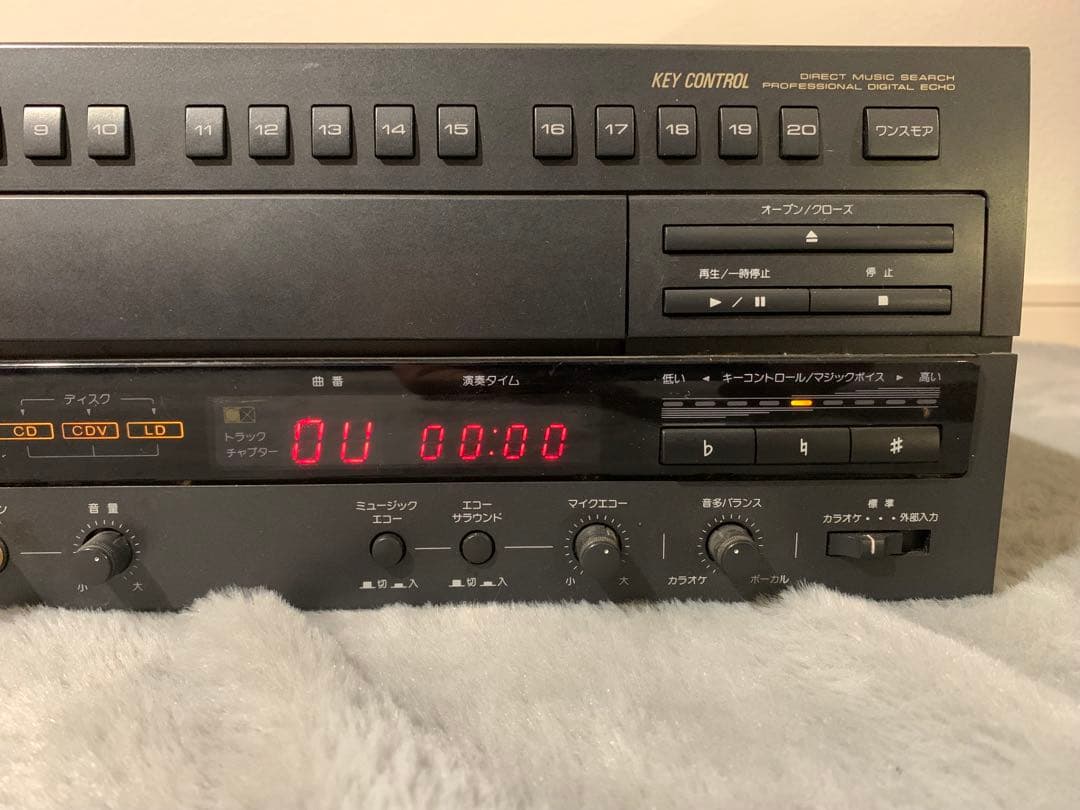 KEY CONTROL
DIRECT MUSIC SEARCH
PROFESSIONAL DIGITAL ECHO
9 10 11 12 13 14 15 16 17 18 19 20 ワンスモア
オープン/クローズ
再生/一時停止 停止
曲番 演奏タイム 低い ◄ キーコントロール/マジックボイス ► 高い
ディスク
CD CDV LD
トラック
チャプター
00:00
♭ ♮ ♯
音量
小 大
ミュージック
エコー
切 入
エコー
サラウンド
切 入
マイクエコー
小 大
音多バランス
カラオケ ボーカル
標準
カラオケ・・・外部入力